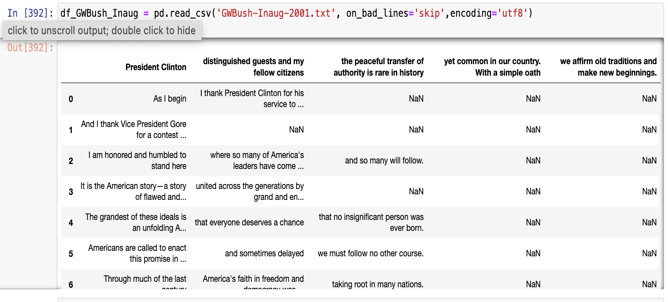 In [392]: df_GWBush_Inaug = pd.read_csv('GWBush-Inaug-2001.txt', on_bad_lines='skip',encoding='utf8')
click to unscroll output; double click to hide
Out[392]:
President Clinton distinguished guests and my fellow citizens the peaceful transfer of authority is rare in history yet common in our country. With a simple oath we affirm old traditions and make new beginnings.
0 As I begin I thank President Clinton for his service to ... NaN NaN NaN
1 And I thank Vice President Gore for a contest ... NaN NaN NaN NaN
2 I am honored and humbled to stand here where so many of America's leaders have come ... and so many will follow. NaN NaN
3 It is the American story—a story of flawed and... united across the generations by grand and en... NaN NaN NaN
4 The grandest of these ideals is an unfolding A... that everyone deserves a chance that no insignificant person was ever born. NaN NaN
5 Americans are called to enact this promise in ... and sometimes delayed we must follow no other course. NaN NaN
6 Through much of the last century America's faith in freedom and democracy was... taking root in many nations. NaN NaN